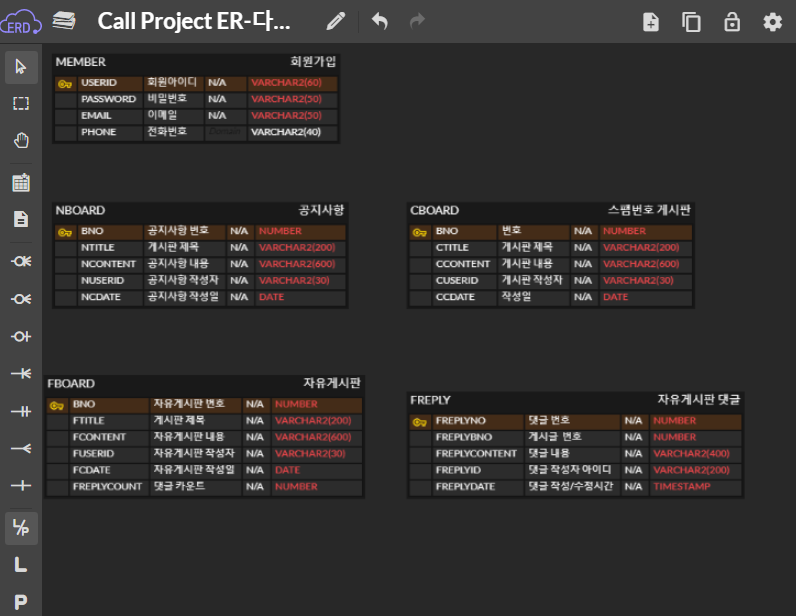 ERD
Call Project ER-다...
MEMBER 회원가입
USERID 회원아이디 N/A VARCHAR2(60)
PASSWORD 비밀번호 N/A VARCHAR2(50)
EMAIL 이메일 N/A VARCHAR2(50)
PHONE 전화번호 Domain VARCHAR2(40)
NBOARD 공지사항
BNO 공지사항 번호 N/A NUMBER
NTITLE 게시판 제목 N/A VARCHAR2(200)
NCONTENT 공지사항 내용 N/A VARCHAR2(600)
NUSERID 공지사항 작성자 N/A VARCHAR2(30)
NCDATE 공지사항 작성일 N/A DATE
CBOARD 스팸번호 게시판
BNO 번호 N/A NUMBER
CTITLE 게시판 제목 N/A VARCHAR2(200)
CCONTENT 게시판 내용 N/A VARCHAR2(600)
CUSERID 게시판 작성자 N/A VARCHAR2(30)
CCDATE 작성일 N/A DATE
FBOARD 자유게시판
BNO 자유게시판 번호 N/A NUMBER
FTITLE 게시판 제목 N/A VARCHAR2(200)
FCONTENT 자유게시판 내용 N/A VARCHAR2(600)
FUSERID 자유게시판 작성자 N/A VARCHAR2(30)
FCDATE 자유게시판 작성일 N/A DATE
FREPLYCOUNT 댓글 카운트 N/A NUMBER
FREPLY 자유게시판 댓글
FREPLYNO 댓글 번호 N/A NUMBER
FREPLYBNO 게시글 번호 N/A NUMBER
FREPLYCONTENT 댓글 내용 N/A VARCHAR2(400)
FREPLYID 댓글 작성자 아이디 N/A VARCHAR2(200)
FREPLYDATE 댓글 작성/수정시간 N/A TIMESTAMP
L/P
L
P